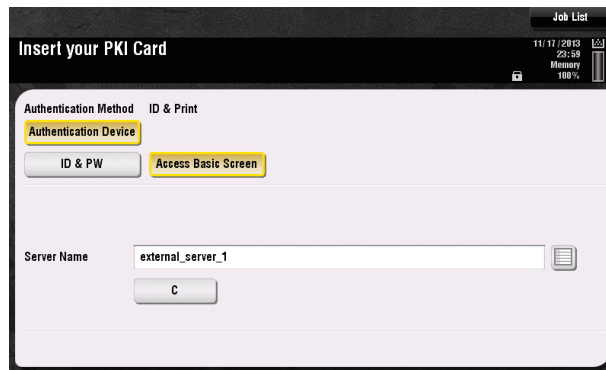 Job List
Insert your PKI Card
11/17/2013
23:59
Memory
100%
Authentication Method ID & Print
Authentication Device
ID & PW Access Basic Screen
Server Name external_server_1
C